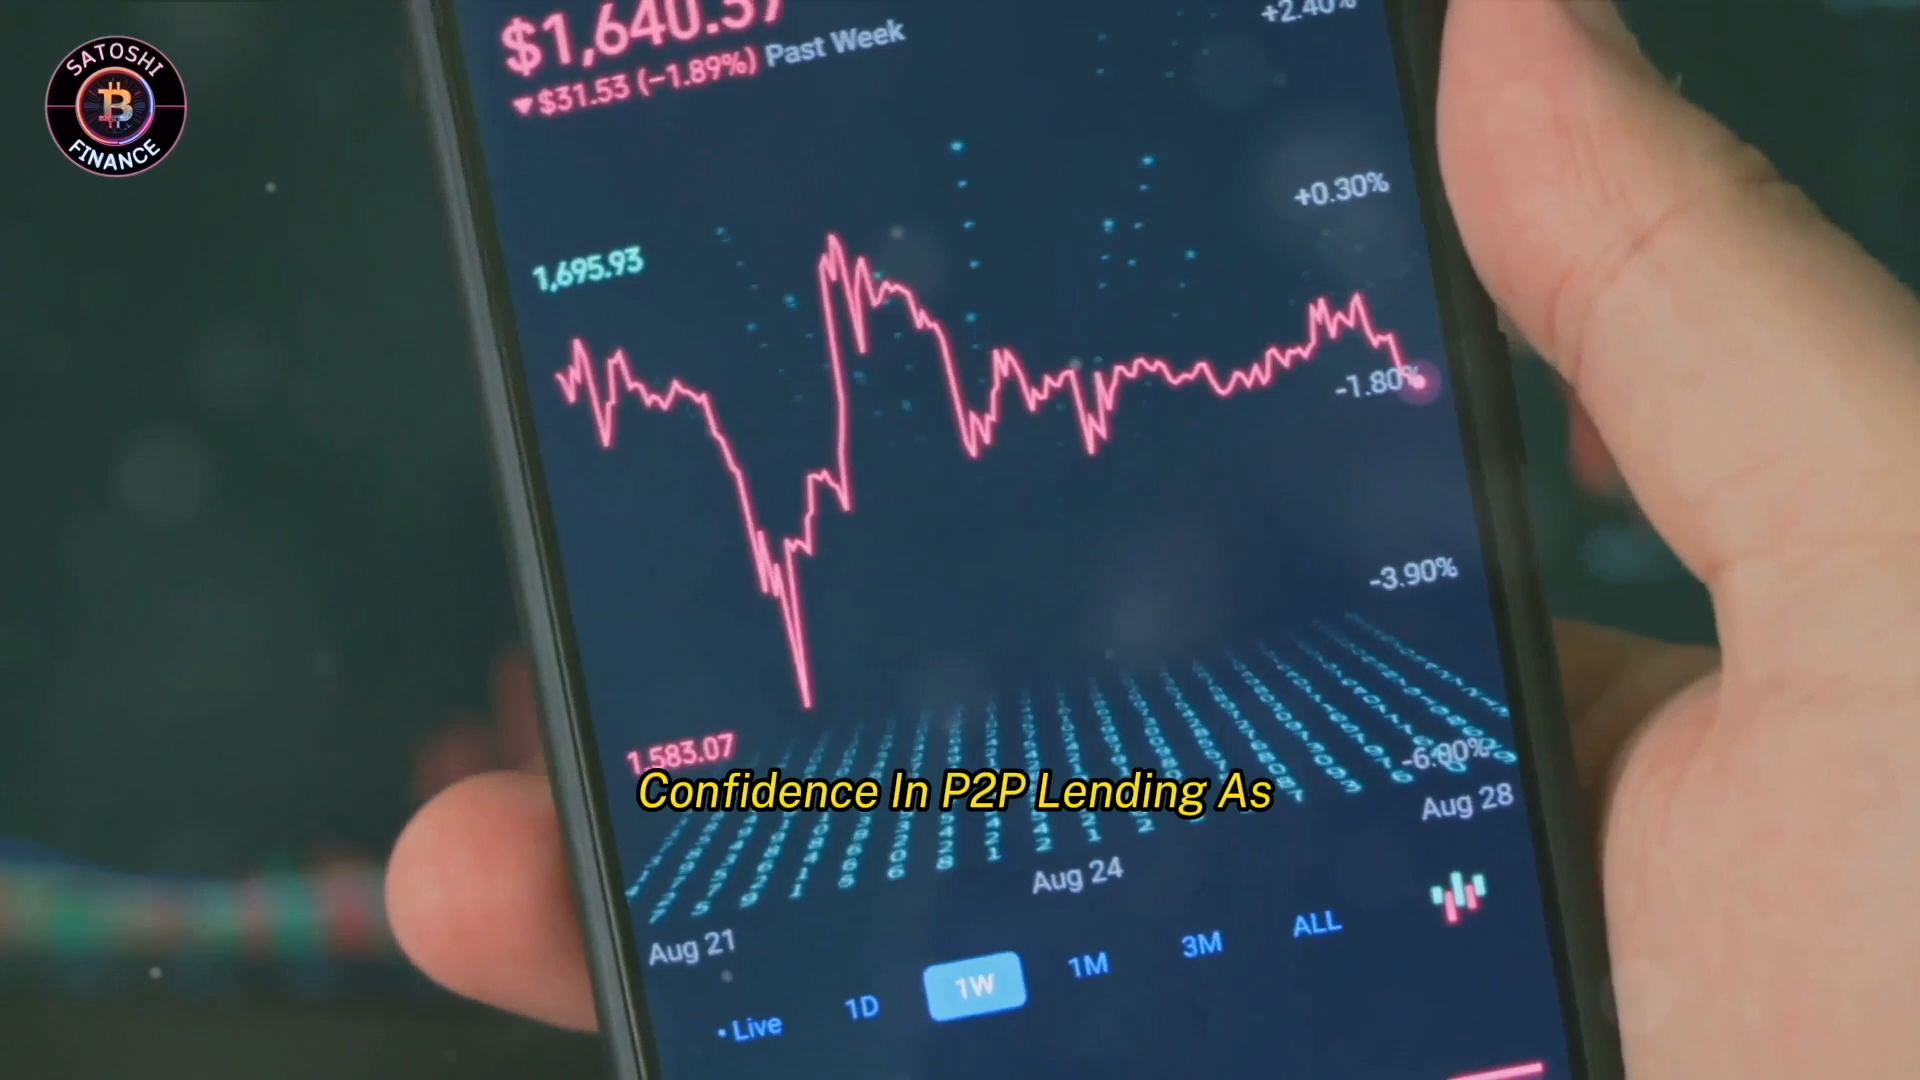 SATOSHI
FINANCE
$1,640.57
▼$31.53 (-1.89%) Past Week
+2.40%
+0.30%
1,695.93
-1.80%
-3.90%
1,583.07
-6.00%
Confidence In P2P Lending As
Aug 21
Aug 24
Aug 28
• Live
1D
1W
1M
3M
ALL